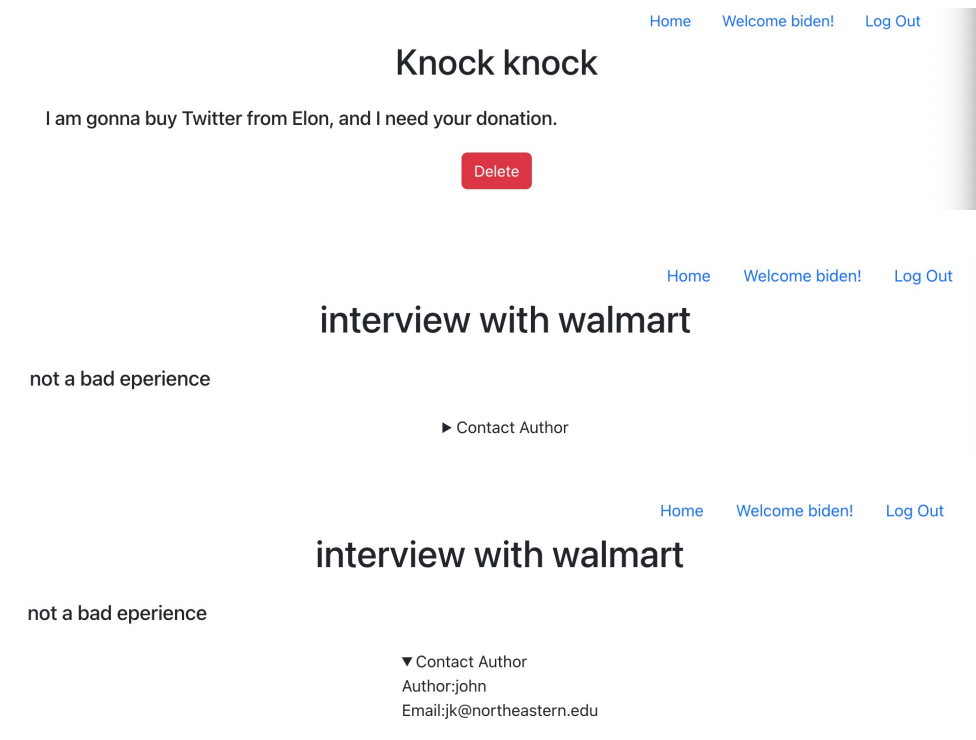 Home Welcome biden! Log Out
Knock knock
I am gonna buy Twitter from Elon, and I need your donation.
Delete
Home Welcome biden! Log Out
interview with walmart
not a bad eperience
▶ Contact Author
Home Welcome biden! Log Out
interview with walmart
not a bad eperience
▼ Contact Author
Author:john
Email:jk@northeastern.edu